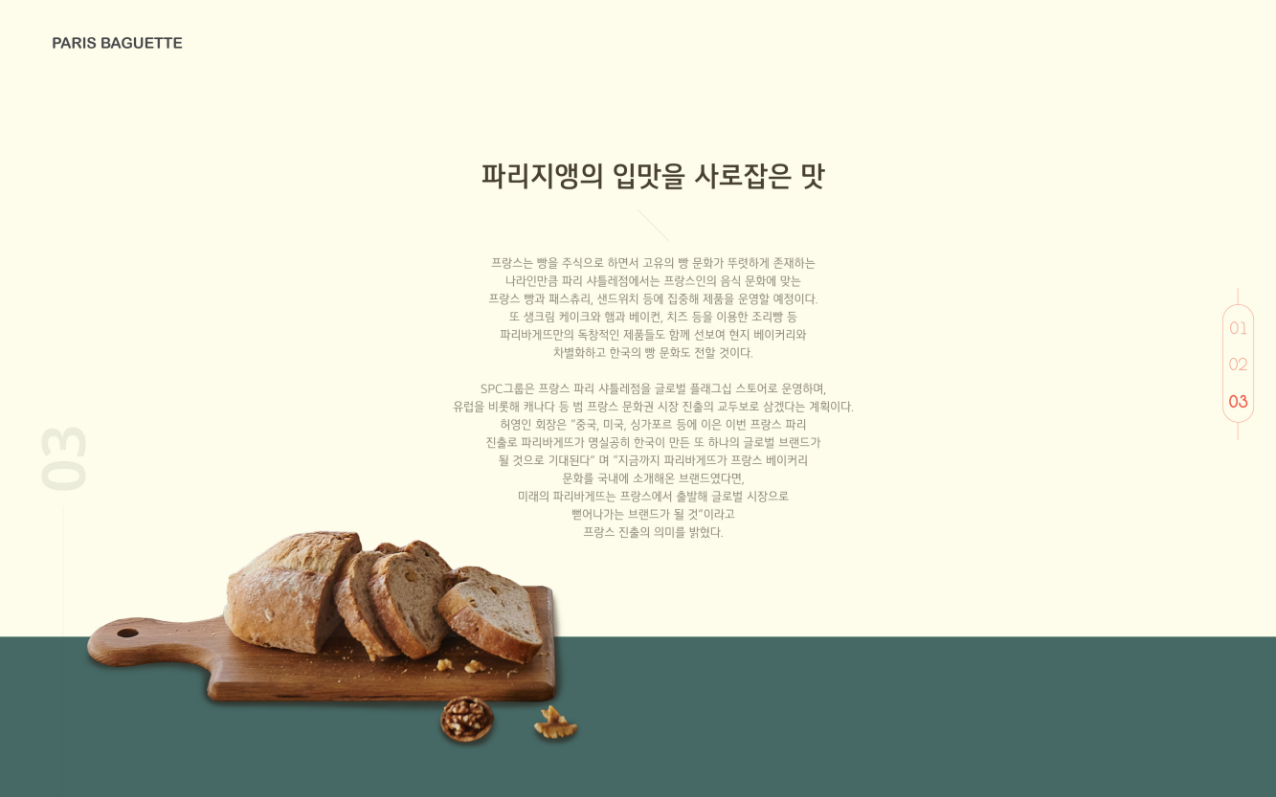 PARIS BAGUETTE
파리지앵의 입맛을 사로잡은 맛
프랑스는 빵을 주식으로 하면서 고유의 빵 문화가 뚜렷하게 존재하는
나라인만큼 파리 샤틀레점에서는 프랑스인의 음식 문화에 맞는
프랑스 빵과 패스츄리, 샌드위치 등에 집중해 제품을 운영할 예정이다.
또 생크림 케이크와 햄과 베이컨, 치즈 등을 이용한 조리빵 등
파리바게뜨만의 독창적인 제품들도 함께 선보여 현지 베이커리와
차별화하고 한국의 빵 문화도 전할 것이다.
SPC그룹은 프랑스 파리 샤틀레점을 글로벌 플래그십 스토어로 운영하며,
유럽을 비롯해 캐나다 등 범 프랑스 문화권 시장 진출의 교두보로 삼겠다는 계획이다.
허영인 회장은 "중국, 미국, 싱가포르 등에 이은 이번 프랑스 파리
진출로 파리바게뜨가 명실공히 한국이 만든 또 하나의 글로벌 브랜드가
될 것으로 기대된다" 며 "지금까지 파리바게뜨가 프랑스 베이커리
문화를 국내에 소개해온 브랜드였다면,
미래의 파리바게뜨는 프랑스에서 출발해 글로벌 시장으로
뻗어나가는 브랜드가 될 것"이라고
프랑스 진출의 의미를 밝혔다.
01
02
03
03